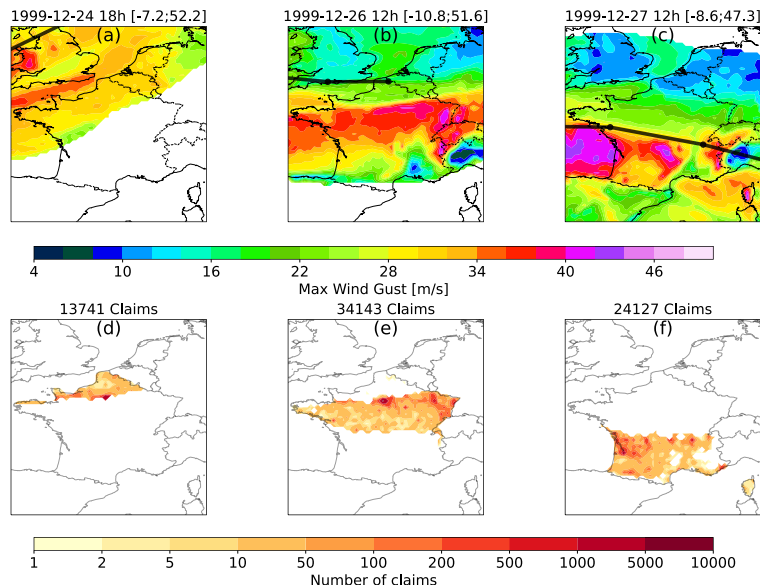 1999-12-24 18h [-7.2;52.2]
1999-12-26 12h [-10.8;51.6]
1999-12-27 12h [-8.6;47.3]
(a)
(b)
(c)
4 10 16 22 28 34 40 46
Max Wind Gust [m/s]
13741 Claims
34143 Claims
24127 Claims
(d)
(e)
(f)
1 2 5 10 50 100 200 500 1000 5000 10000
Number of claims